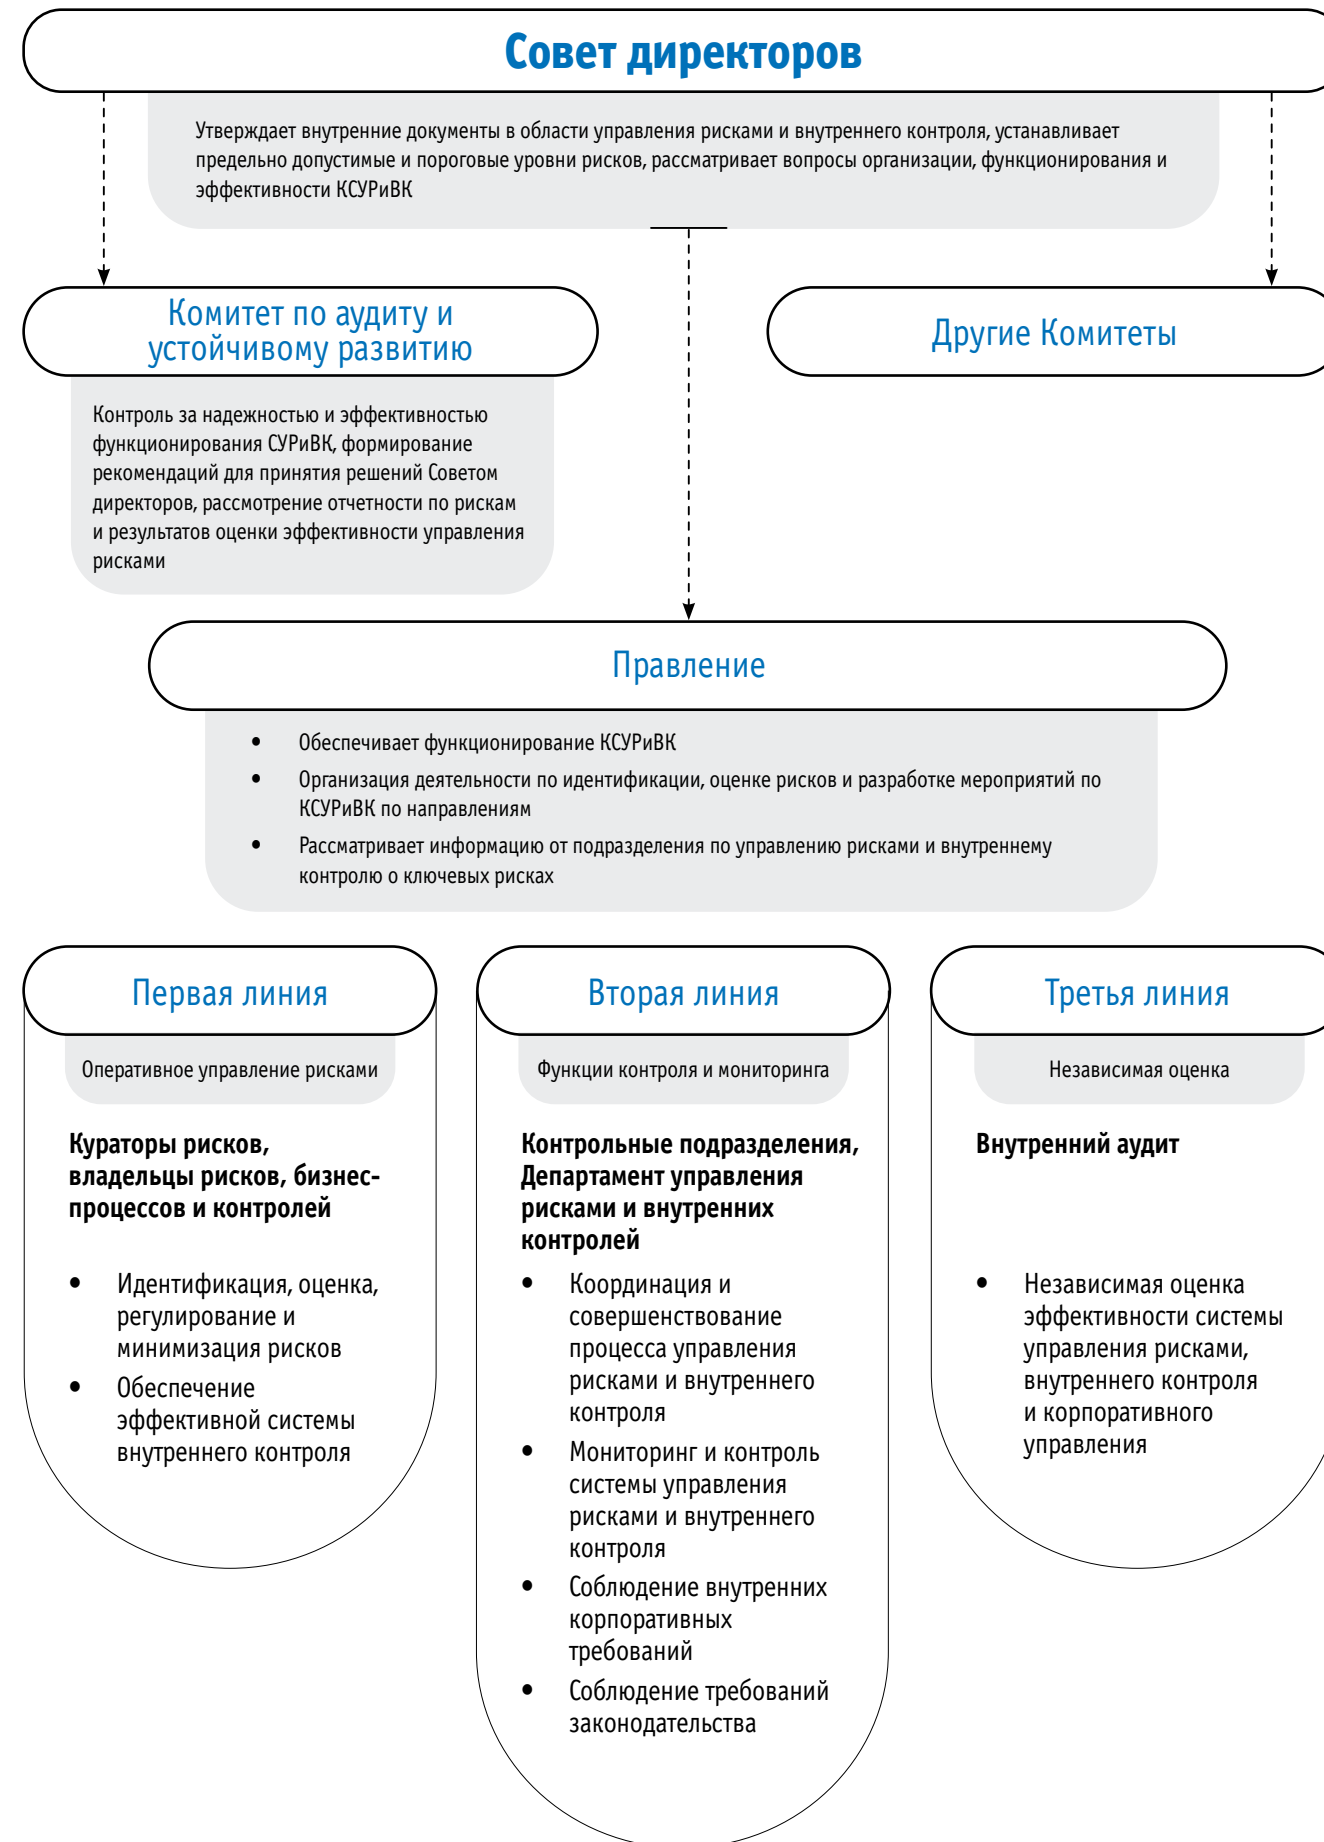 Совет директоров
Утверждает внутренние документы в области управления рисками и внутреннего контроля, устанавливает
предельно допустимые и пороговые уровни рисков, рассматривает вопросы организации, функционирования и
эффективности КСУРиВК
Комитет по аудиту и
устойчивому развитию
Контроль за надежностью и эффективностью
функционирования СУРиВК, формирование
рекомендаций для принятия решений Советом
директоров, рассмотрение отчетности по рискам
и результатов оценки эффективности управления
рисками
Другие Комитеты
Правление
• Обеспечивает функционирование КСУРиВК
• Организация деятельности по идентификации, оценке рисков и разработке мероприятий по
КСУРиВК по направлениям
• Рассматривает информацию от подразделения по управлению рисками и внутреннему
контролю о ключевых рисках
Первая линия
Оперативное управление рисками
Кураторы рисков,
владельцы рисков, бизнес-
процессов и контролей
• Идентификация, оценка,
регулирование и
минимизация рисков
• Обеспечение
эффективной системы
внутреннего контроля
Вторая линия
Функции контроля и мониторинга
Контрольные подразделения,
Департамент управления
рисками и внутренних
контролей
• Координация и
совершенствование
процесса управления
рисками и внутреннего
контроля
• Мониторинг и контроль
системы управления
рисками и внутреннего
контроля
• Соблюдение внутренних
корпоративных
требований
• Соблюдение требований
законодательства
Третья линия
Независимая оценка
Внутренний аудит
• Независимая оценка
эффективности системы
управления рисками,
внутреннего контроля
и корпоративного
управления